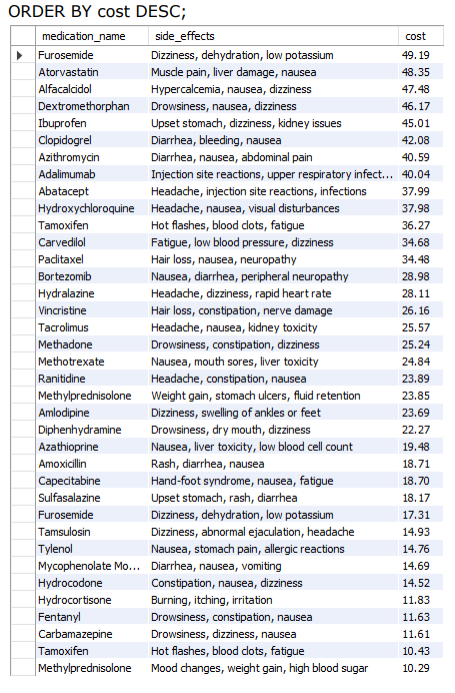 ORDER BY cost DESC;
medication_name side_effects cost
Furosemide Dizziness, dehydration, low potassium 49.19
Atorvastatin Muscle pain, liver damage, nausea 48.35
Alfacalcidol Hypercalcemia, nausea, dizziness 47.48
Dextromethorphan Drowsiness, nausea, dizziness 46.17
Ibuprofen Upset stomach, dizziness, kidney issues 45.01
Clopidogrel Diarrhea, bleeding, nausea 42.08
Azithromycin Diarrhea, nausea, abdominal pain 40.59
Adalimumab Injection site reactions, upper respiratory infect... 40.04
Abatacept Headache, injection site reactions, infections 37.99
Hydroxychloroquine Headache, nausea, visual disturbances 37.98
Tamoxifen Hot flashes, blood clots, fatigue 36.27
Carvedilol Fatigue, low blood pressure, dizziness 34.68
Paclitaxel Hair loss, nausea, neuropathy 34.48
Bortezomib Nausea, diarrhea, peripheral neuropathy 28.98
Hydralazine Headache, dizziness, rapid heart rate 28.11
Vincristine Hair loss, constipation, nerve damage 26.16
Tacrolimus Headache, nausea, kidney toxicity 25.57
Methadone Drowsiness, constipation, dizziness 25.24
Methotrexate Nausea, mouth sores, liver toxicity 24.84
Ranitidine Headache, constipation, nausea 23.89
Methylprednisolone Weight gain, stomach ulcers, fluid retention 23.85
Amlodipine Dizziness, swelling of ankles or feet 23.69
Diphenhydramine Drowsiness, dry mouth, dizziness 22.27
Azathioprine Nausea, liver toxicity, low blood cell count 19.48
Amoxicillin Rash, diarrhea, nausea 18.71
Capecitabine Hand-foot syndrome, nausea, fatigue 18.70
Sulfasalazine Upset stomach, rash, diarrhea 18.17
Furosemide Dizziness, dehydration, low potassium 17.31
Tamsulosin Dizziness, abnormal ejaculation, headache 14.93
Tylenol Nausea, stomach pain, allergic reactions 14.76
Mycophenolate Mo... Diarrhea, nausea, vomiting 14.69
Hydrocodone Constipation, nausea, dizziness 14.52
Hydrocortisone Burning, itching, irritation 11.83
Fentanyl Drowsiness, constipation, nausea 11.63
Carbamazepine Drowsiness, dizziness, nausea 11.61
Tamoxifen Hot flashes, blood clots, fatigue 10.43
Methylprednisolone Mood changes, weight gain, high blood sugar 10.29